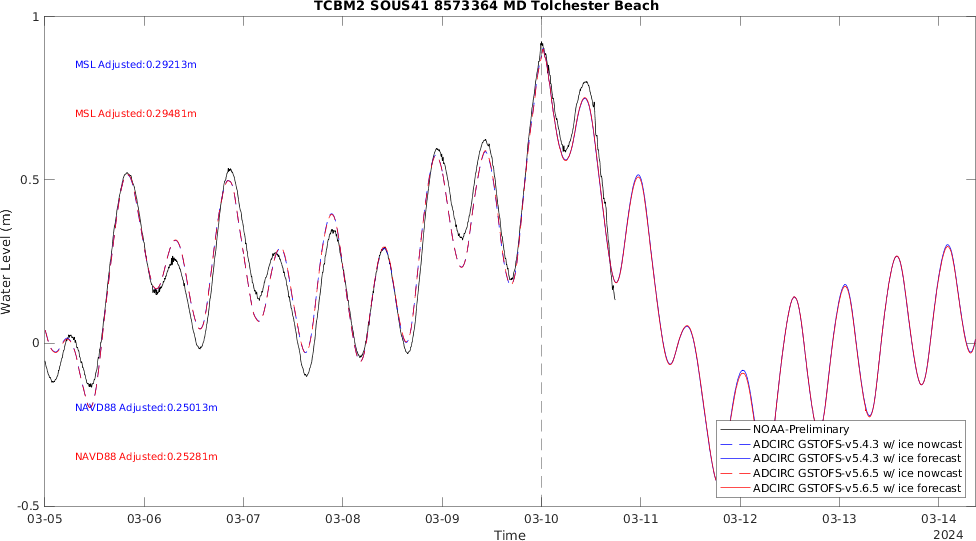 TCBM2 SOUS41 8573364 MD Tolchester Beach
1
MSL Adjusted:0.29213m
MSL Adjusted:0.29481m
0.5
Water Level (m)
0
NAVD88 Adjusted:0.25013m
NAVD88 Adjusted:0.25281m
NOAA-Preliminary
ADCIRC GSTOFS-v5.4.3 w/ ice nowcast
ADCIRC GSTOFS-v5.4.3 w/ ice forecast
ADCIRC GSTOFS-v5.6.5 w/ ice nowcast
ADCIRC GSTOFS-v5.6.5 w/ ice forecast
-0.5
03-05 03-06 03-07 03-08 03-09 03-10 03-11 03-12 03-13 03-14
Time
2024